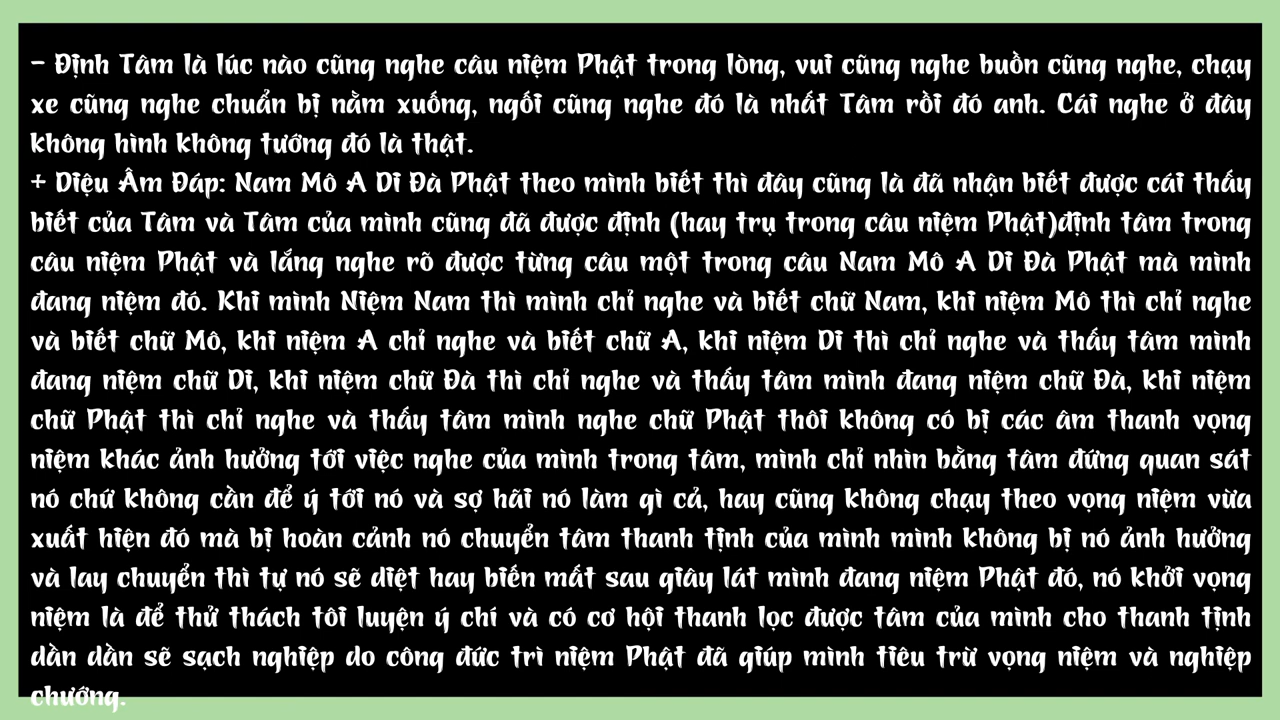 – Định Tâm là lúc nào cũng nghe câu niệm Phật trong lòng, vui cũng nghe buồn cũng nghe, chạy
xe cũng nghe chuẩn bị nằm xuống, ngối cũng nghe đó là nhất Tâm rồi đó anh. Cái nghe ở đây
không hình không tướng đó là thật.
+ Diệu Âm Đáp: Nam Mô A Di Đà Phật theo mình biết thì đây cũng là đã nhận biết được cái thấy
biết của Tâm và Tâm của mình cũng đã được định (hay trụ trong câu niệm Phật)định tâm trong
câu niệm Phật và lắng nghe rõ được từng câu một trong câu Nam Mô A Di Đà Phật mà mình
đang niệm đó. Khi mình Niệm Nam thì mình chỉ nghe và biết chữ Nam, khi niệm Mô thì chỉ nghe
và biết chữ Mô, khi niệm A chỉ nghe và biết chữ A, khi niệm Di thì chỉ nghe và thấy tâm mình
đang niệm chữ Di, khi niệm chữ Đà thì chỉ nghe và thấy tâm mình đang niệm chữ Đà, khi niệm
chữ Phật thì chỉ nghe và thấy tâm mình nghe chữ Phật thôi không có bị các âm thanh vọng
niệm khác ảnh hưởng tới việc nghe của mình trong tâm, mình chỉ nhìn bằng tâm đứng quan sát
nó chứ không cần để ý tới nó và sợ hãi nó làm gì cả, hay cũng không chạy theo vọng niệm vừa
xuất hiện đó mà bị hoàn cảnh nó chuyển tâm thanh tịnh của mình mình không bị nó ảnh hưởng
và lay chuyển thì tự nó sẽ diệt hay biến mất sau giây lát mình đang niệm Phật đó, nó khởi vọng
niệm là để thử thách tôi luyện ý chí và có cơ hội thanh lọc được tâm của mình cho thanh tịnh
dần dần sẽ sạch nghiệp do công đức trì niệm Phật đã giúp mình tiêu trừ vọng niệm và nghiệp
chướng.